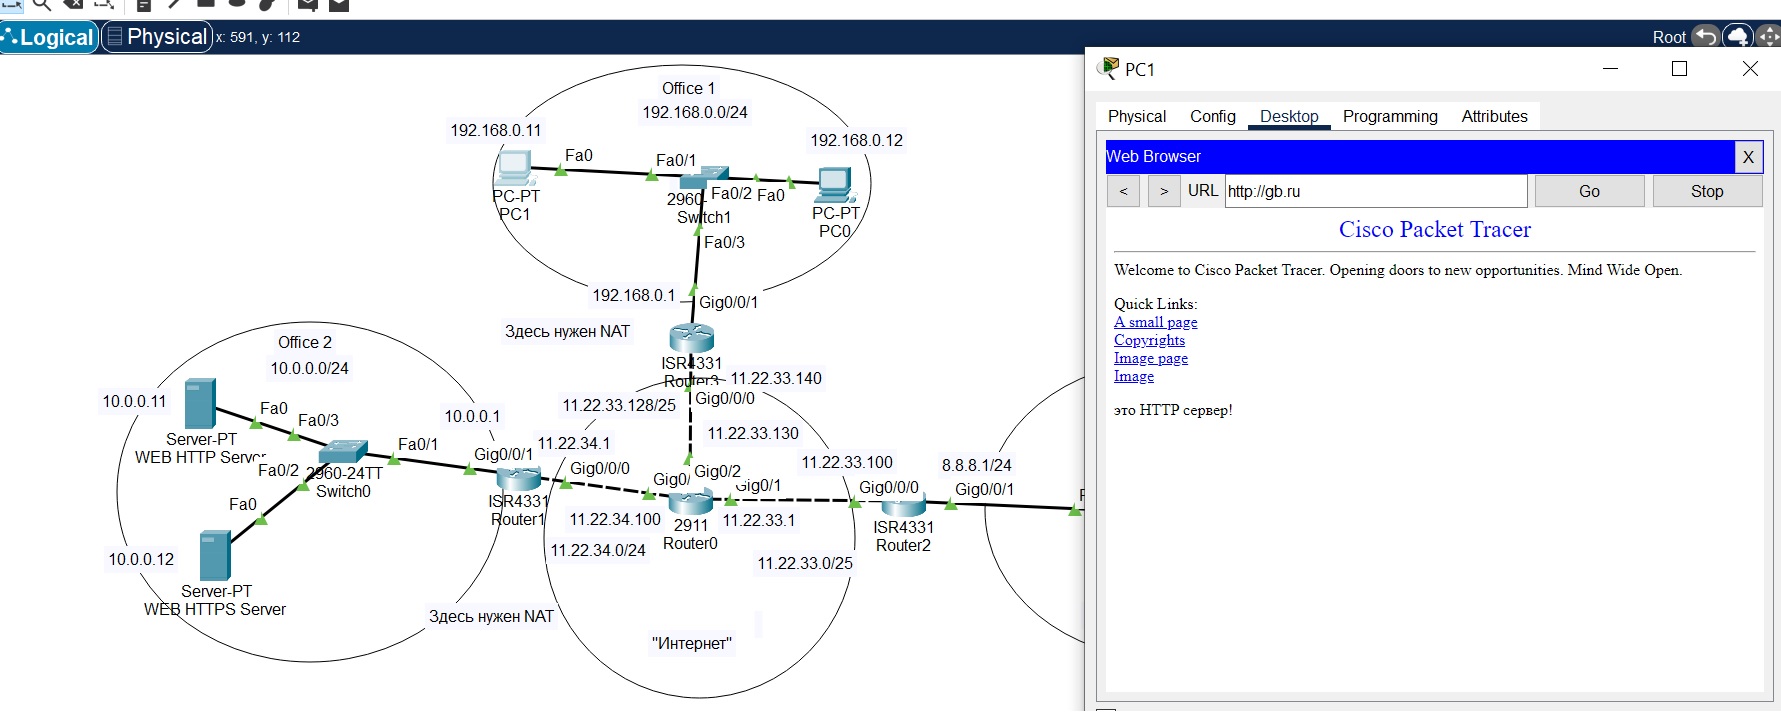 Logical
Physical
x: 591, y: 112
Root
Office 1
192.168.0.0/24
192.168.0.11
192.168.0.12
Fa0
Fa0/1
PC-PT
PC1
2960-
Switch1
Fa0/2
Fa0
PC-PT
PC0
Fa0/3
192.168.0.1
Gig0/0/1
Здесь нужен NAT
ISR4331
Router3
11.22.33.140
Gig0/0/0
11.22.33.128/25
11.22.33.130
Office 2
10.0.0.0/24
10.0.0.11
Fa0
Fa0/3
Server-PT
WEB HTTP Server
10.0.0.1
Fa0/1
Fa0/2
2960-24TT
Switch0
Fa0
10.0.0.12
Server-PT
WEB HTTPS Server
Gig0/0/1
11.22.34.1
Gig0/0/0
ISR4331
Router1
Gig0/
Gig0/2
Gig0/1
11.22.34.100
2911
Router0
11.22.33.1
11.22.34.0/24
11.22.33.100
Gig0/0/0
8.8.8.1/24
Gig0/0/1
ISR4331
Router2
11.22.33.0/25
Здесь нужен NAT
"Интернет"
PC1
Physical
Config
Desktop
Programming
Attributes
Web Browser
X
<
>
URL
http://gb.ru
Go
Stop
Cisco Packet Tracer
Welcome to Cisco Packet Tracer. Opening doors to new opportunities. Mind Wide Open.
Quick Links:
A small page
Copyrights
Image page
Image
это HTTP сервер!